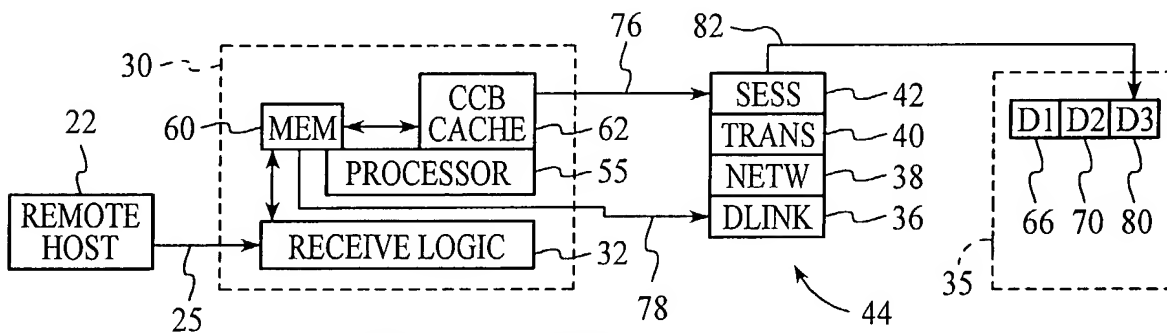 76
82
30
CCB
CACHE
SESS
42
22
60
MEM
62
TRANS
40
D1 D2 D3
PROCESSOR
55
NETW
38
REMOTE
HOST
DLINK
36
66
70
80
RECEIVE LOGIC
32
25
78
44
35